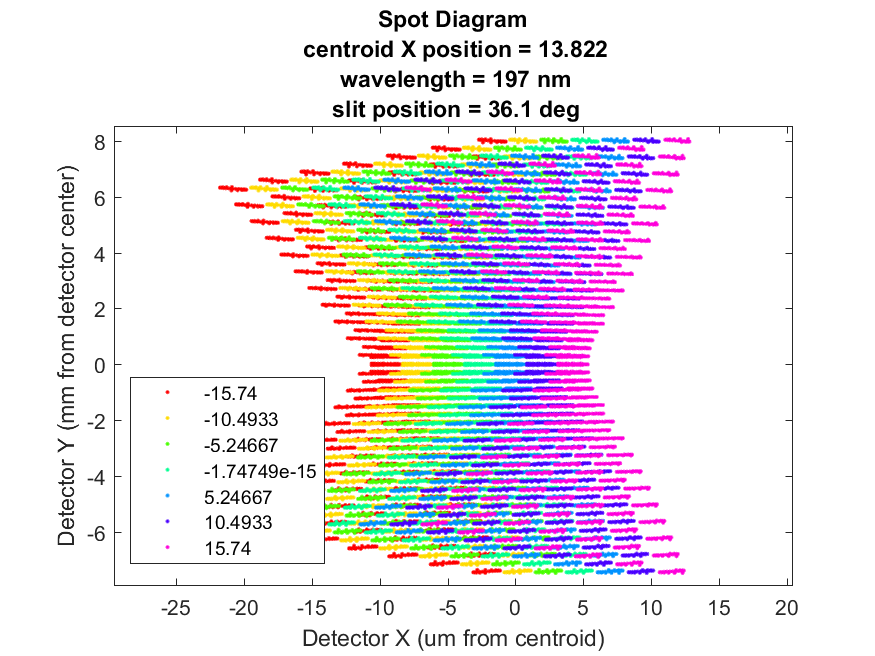 Spot Diagram
centroid X position = 13.822
wavelength = 197 nm
slit position = 36.1 deg
Detector Y (mm from detector center)
8
6
4
2
0
-2
-4
-6
-15.74
-10.4933
-5.24667
-1.74749e-15
5.24667
10.4933
15.74
-25 -20 -15 -10 -5 0 5 10 15 20
Detector X (um from centroid)